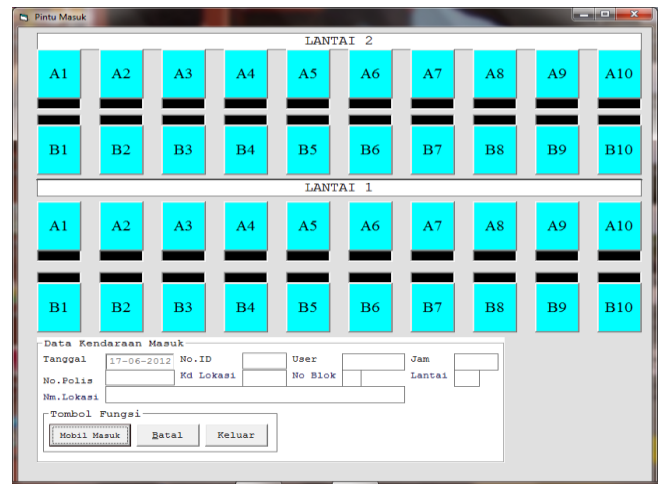 Pintu Masuk
LANTAI 2
A1 A2 A3 A4 A5 A6 A7 A8 A9 A10
B1 B2 B3 B4 B5 B6 B7 B8 B9 B10
LANTAI 1
A1 A2 A3 A4 A5 A6 A7 A8 A9 A10
B1 B2 B3 B4 B5 B6 B7 B8 B9 B10
Data Kendaraan Masuk
Tanggal 17-06-2012 No.ID User Jam
No.Polis Kd Lokasi No Blok Lantai
Nm.Lokasi
Tombol Fungsi
Mobil Masuk Batal Keluar